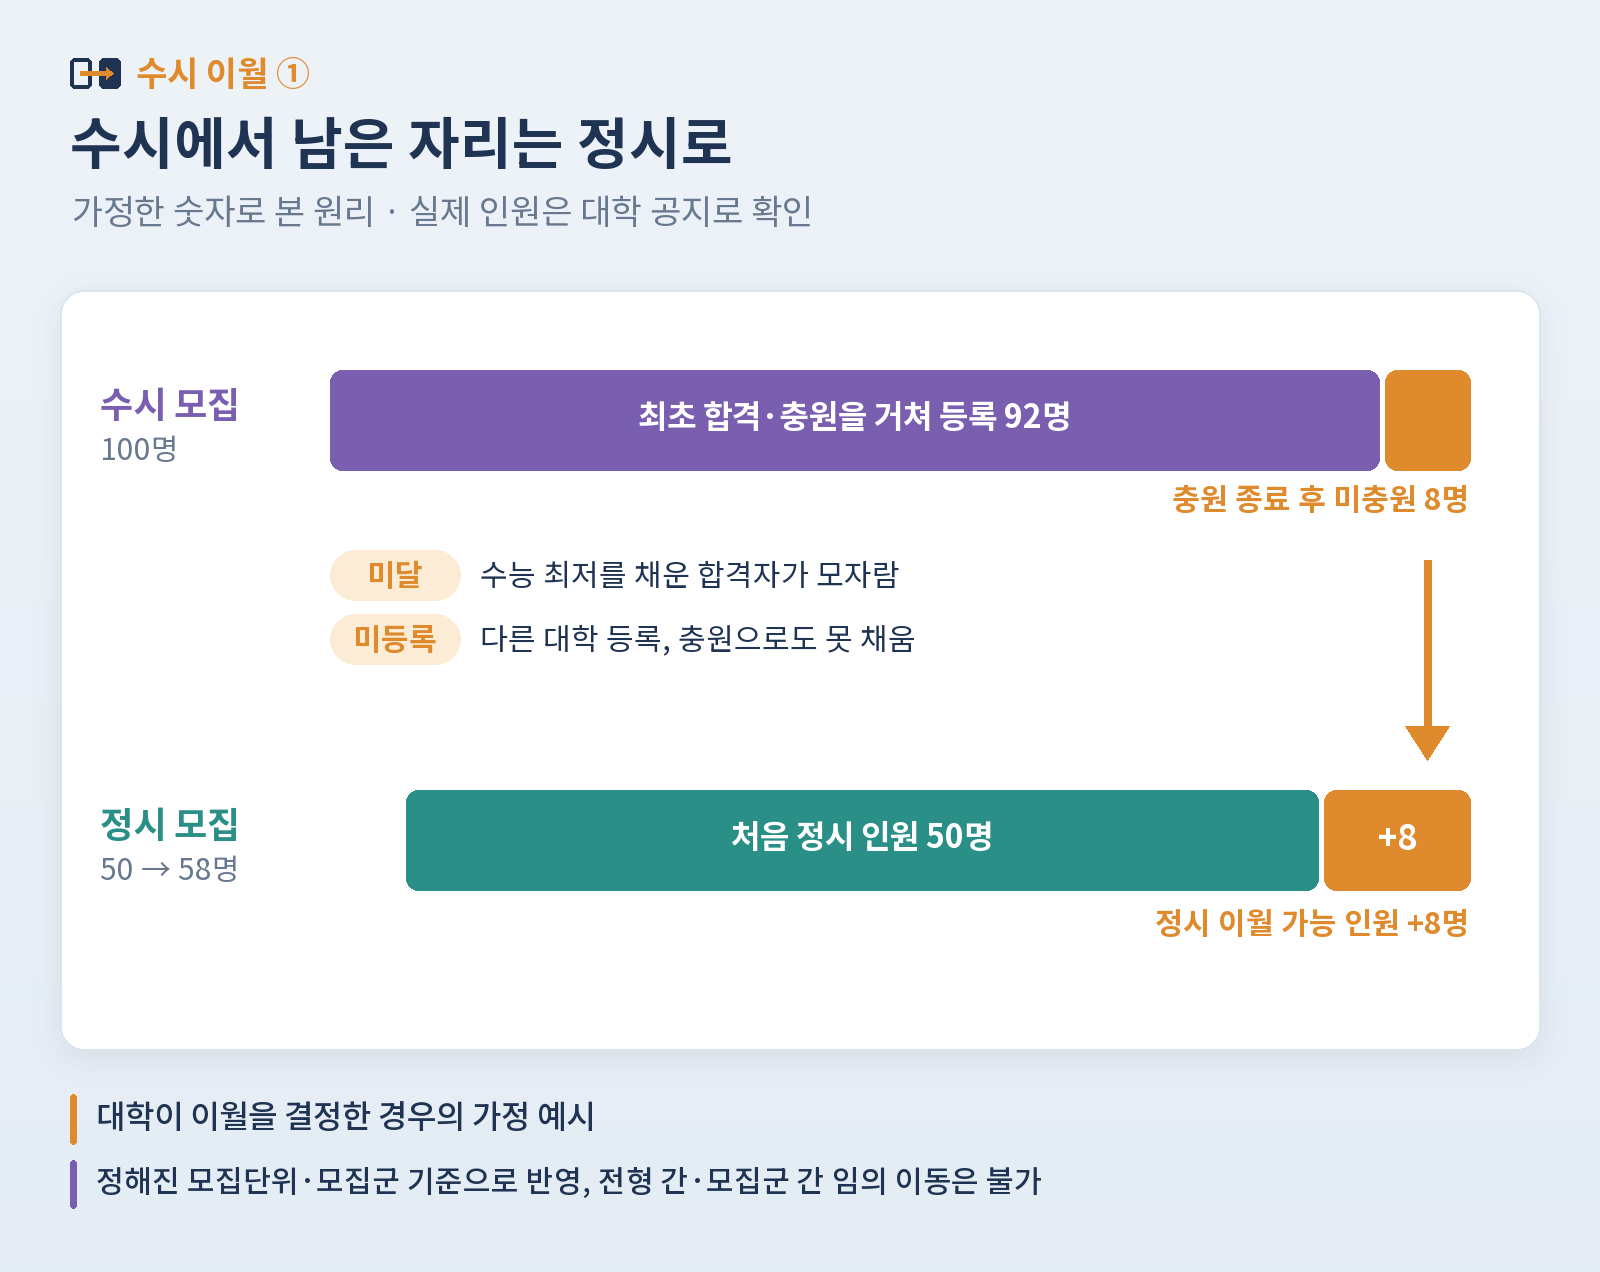 수시 이월 ①
수시에서 남은 자리는 정시로
가정한 숫자로 본 원리 · 실제 인원은 대학 공지로 확인
수시 모집
100명
최초 합격·충원을 거쳐 등록 92명
충원 종료 후 미충원 8명
미달 수능 최저를 채운 합격자가 모자람
미등록 다른 대학 등록, 충원으로도 못 채움
정시 모집
50 → 58명
처음 정시 인원 50명
+8
정시 이월 가능 인원 +8명
대학이 이월을 결정한 경우의 가정 예시
정해진 모집단위·모집군 기준으로 반영, 전형 간·모집군 간 임의 이동은 불가